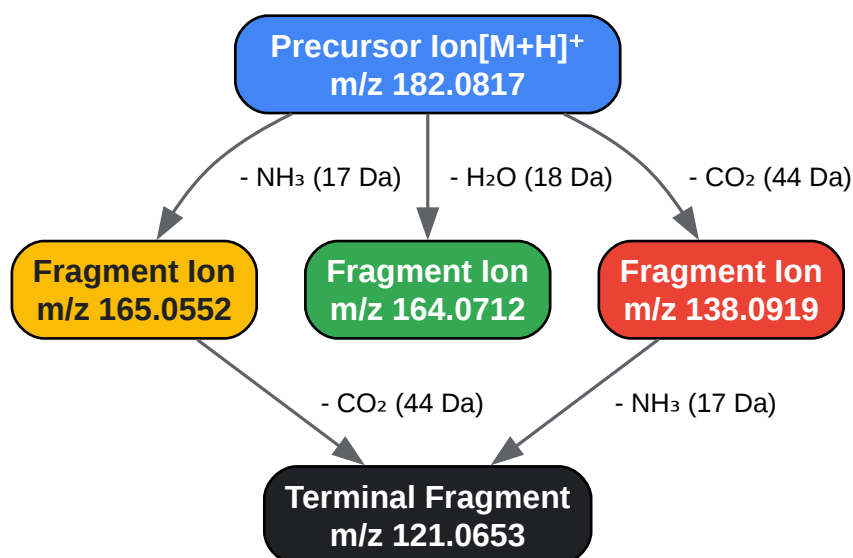 Precursor Ion[M+H]⁺
m/z 182.0817
- NH₃ (17 Da)
- H₂O (18 Da)
- CO₂ (44 Da)
Fragment Ion
m/z 165.0552
Fragment Ion
m/z 164.0712
Fragment Ion
m/z 138.0919
- CO₂ (44 Da)
- NH₃ (17 Da)
Terminal Fragment
m/z 121.0653